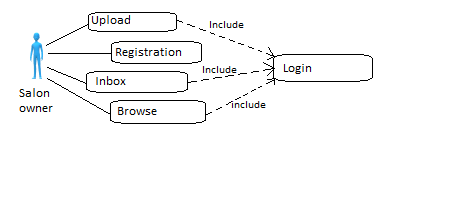 Upload
Include
Registration
Inbox
Include
Login
Salon
owner
Browse
Include